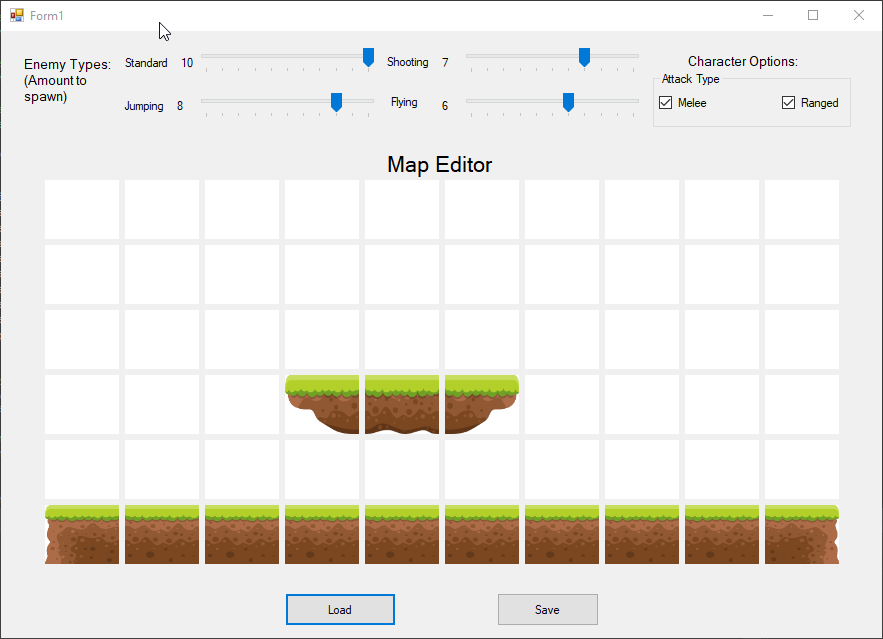 Form1
Enemy Types:
(Amount to
spawn)
Standard 10
Shooting 7
Jumping 8
Flying 6
Character Options:
Attack Type
Melee
Ranged
Map Editor
Load
Save